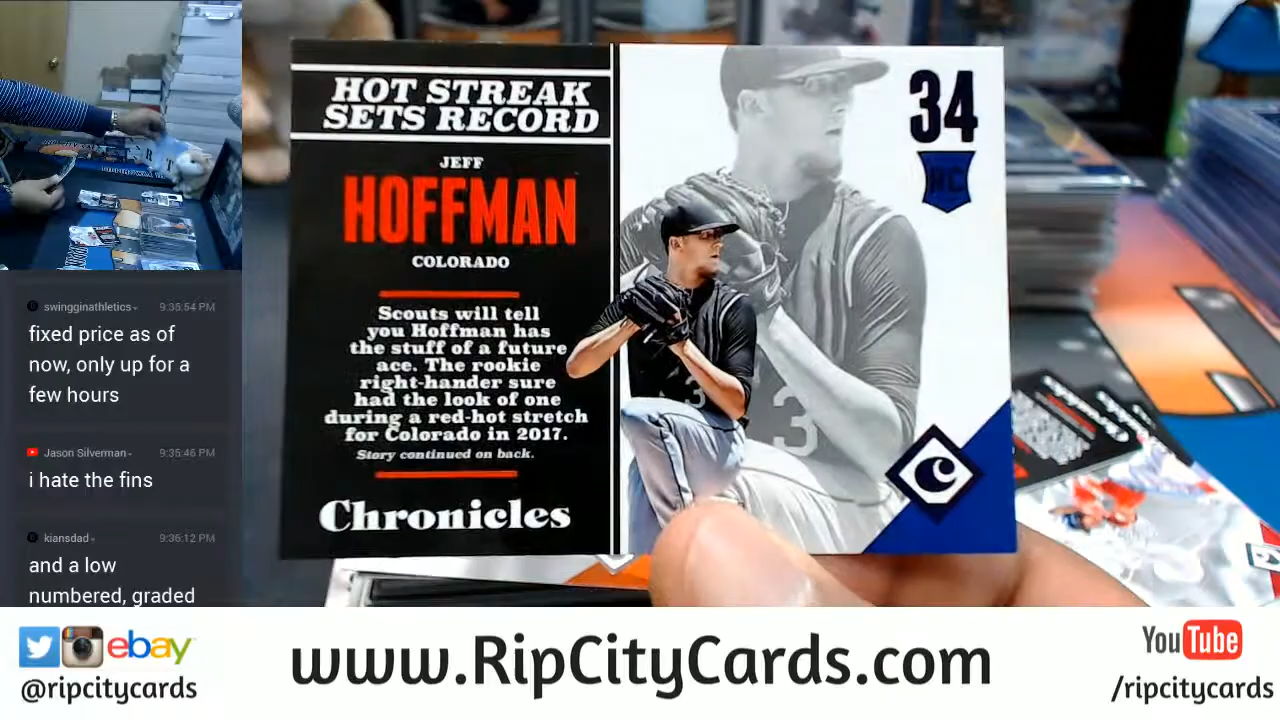 HOT STREAK
SETS RECORD
JEFF
HOFFMAN
COLORADO
Scouts will tell
you Hoffman has
the stuff of a future
ace. The rookie
right-hander sure
had the look of one
during a red-hot stretch
for Colorado in 2017.
Story continued on back.
Chronicles
34
RC
C
swingginathletics
9:35:54 PM
fixed price as of
now, only up for a
few hours
Jason Silverman
9:35:46 PM
i hate the fins
kiansdad
9:36:12 PM
and a low
numbered, graded
ebay
@ripcitycards
www.RipCityCards.com
YouTube
/ripcitycards